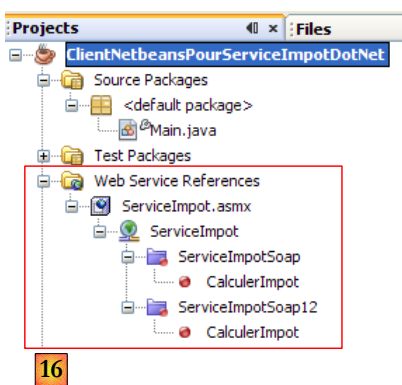 Projects Files
ClientNetbeansPourServiceImpotDotNet
Source Packages
<default package>
Main.java
Test Packages
Web Service References
ServiceImpot.asmx
ServiceImpot
ServiceImpotSoap
CalculerImpot
ServiceImpotSoap12
CalculerImpot
16